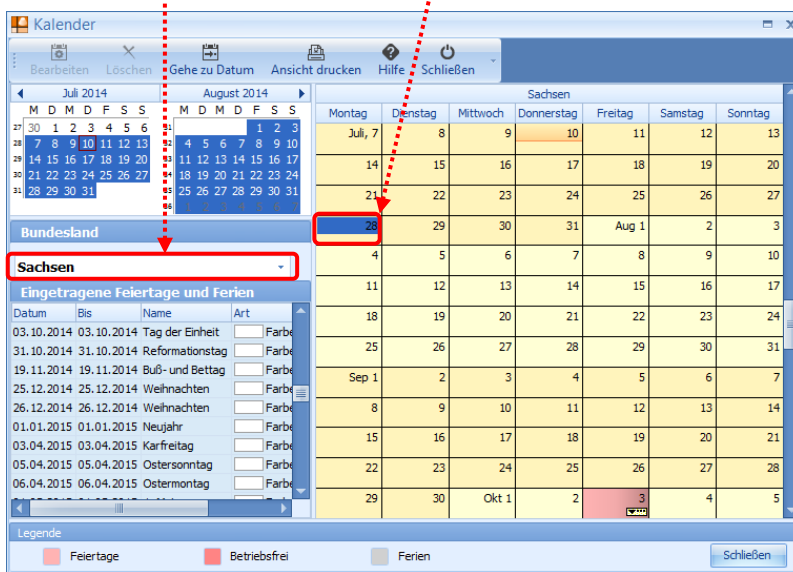 Kalender
Bearbeiten Löschen Gehe zu Datum Ansicht drucken Hilfe Schließen
Juli 2014 August 2014
M D M D F S S M D M D F S S
27 30 1 2 3 4 5 6 31 1 2 3
28 7 8 9 10 11 12 13 32 4 5 6 7 8 9 10
29 14 15 16 17 18 19 20 33 11 12 13 14 15 16 17
30 21 22 23 24 25 26 27 34 18 19 20 21 22 23 24
31 28 29 30 31 35 25 26 27 28 29 30 31
36 1 2 3 4 5 6 7
Bundesland
Sachsen
Eingetragene Feiertage und Ferien
Datum Bis Name Art
03.10.2014 03.10.2014 Tag der Einheit Farbe
31.10.2014 31.10.2014 Reformationstag Farbe
19.11.2014 19.11.2014 Buß- und Bettag Farbe
25.12.2014 25.12.2014 Weihnachten Farbe
26.12.2014 26.12.2014 Weihnachten Farbe
01.01.2015 01.01.2015 Neujahr Farbe
03.04.2015 03.04.2015 Karfreitag Farbe
05.04.2015 05.04.2015 Ostersonntag Farbe
06.04.2015 06.04.2015 Ostermontag Farbe
Sachsen
Montag Dienstag Mittwoch Donnerstag Freitag Samstag Sonntag
Juli, 7 8 9 10 11 12 13
14 15 16 17 18 19 20
21 22 23 24 25 26 27
28 29 30 31 Aug 1 2 3
4 5 6 7 8 9 10
11 12 13 14 15 16 17
18 19 20 21 22 23 24
25 26 27 28 29 30 31
Sep 1 2 3 4 5 6 7
8 9 10 11 12 13 14
15 16 17 18 19 20 21
22 23 24 25 26 27 28
29 30 Okt 1 2 3 4 5
Legende
Feiertage Betriebsfrei Ferien Schließen